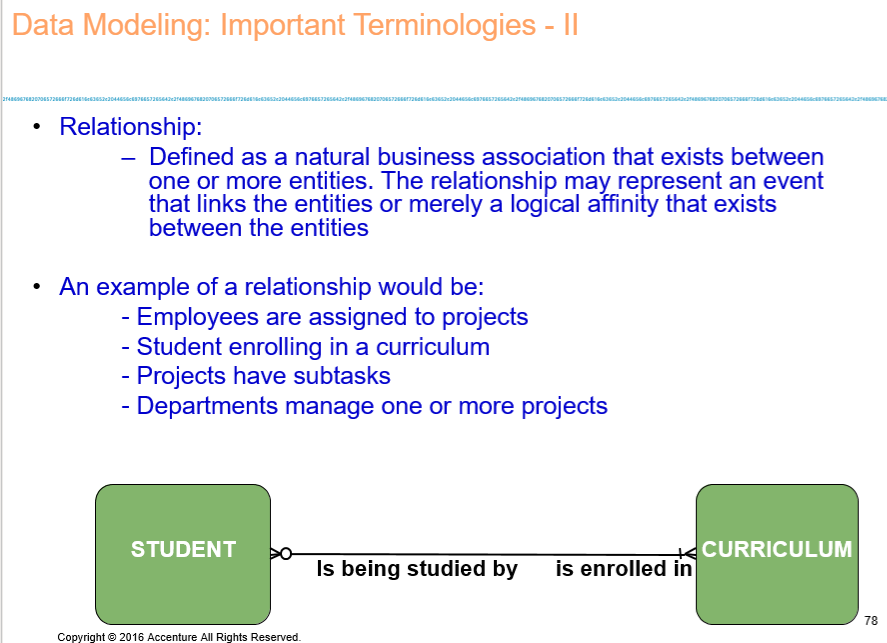 Data Modeling: Important Terminologies - II
• Relationship:
– Defined as a natural business association that exists between
one or more entities. The relationship may represent an event
that links the entities or merely a logical affinity that exists
between the entities
• An example of a relationship would be:
- Employees are assigned to projects
- Student enrolling in a curriculum
- Projects have subtasks
- Departments manage one or more projects
STUDENT
CURRICULUM
Is being studied by
is enrolled in
78
Copyright © 2016 Accenture All Rights Reserved.